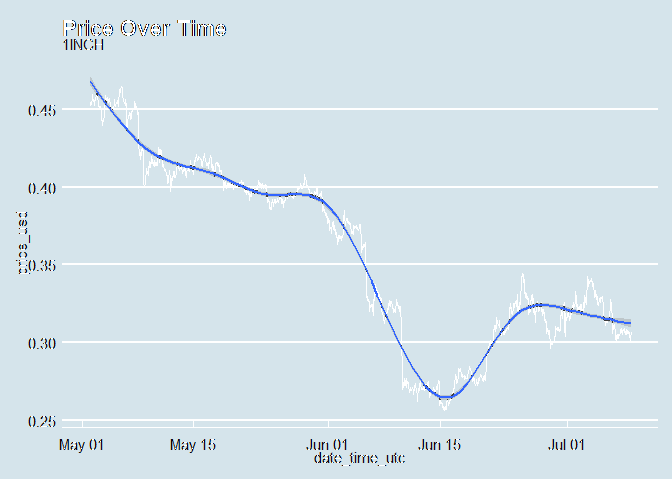 Price Over Time
1INCH
0.45
0.40
0.35
0.30
0.25
price_usd
May 01
May 15
Jun 01
Jun 15
Jul 01
date_time_utc